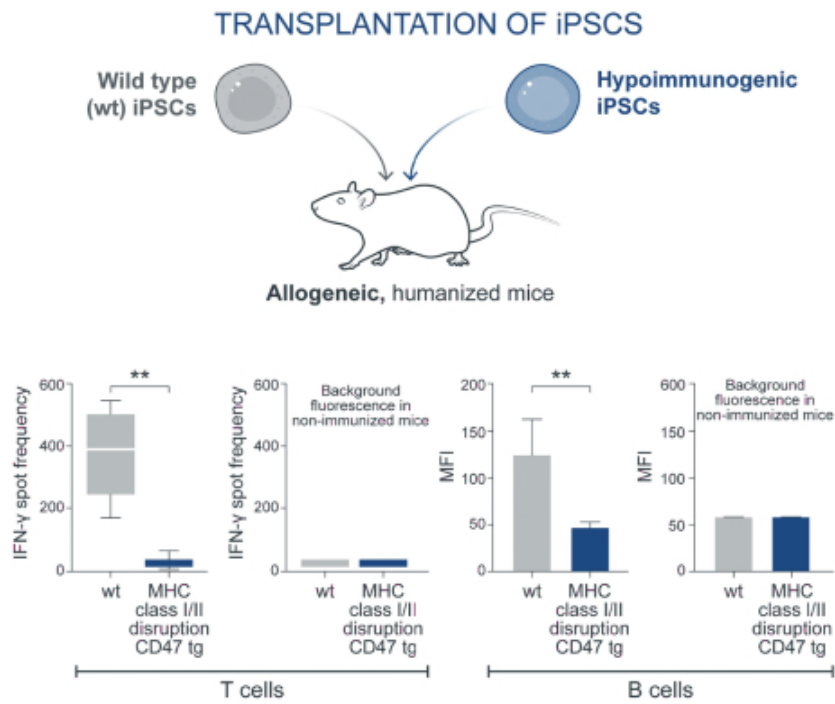 TRANSPLANTATION OF iPSCS
Wild type
(wt) iPSCs
Hypoimmunogenic
iPSCs
Allogeneic, humanized mice
IFN-γ spot frequency
600
400
200
0
**
wt
MHC
class I/II
disruption
CD47 tg
IFN-γ spot frequency
600
400
200
0
Background
fluorescence in
non-immunized mice
wt
MHC
class I/II
disruption
CD47 tg
T cells
MFI
200
150
100
50
0
**
wt
MHC
class I/II
disruption
CD47 tg
MFI
600
150
100
50
0
Background
fluorescence in
non-immunized mice
wt
MHC
class I/II
disruption
CD47 tg
B cells